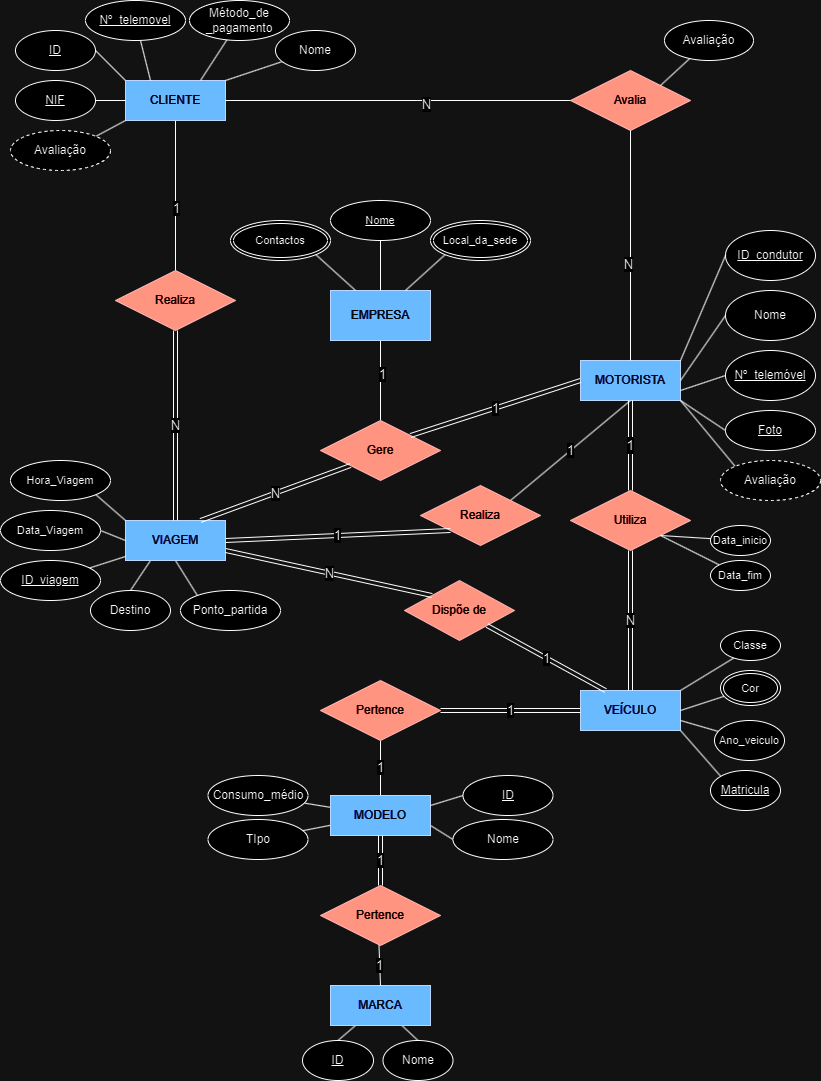 Método_de
_pagamento
Nº_telemovel
ID
Nome
Avaliação
NIF
CLIENTE
N
Avalia
Avaliação
1
Nome
Contactos
Local_da_sede
N
ID_condutor
Realiza
EMPRESA
Nome
1
MOTORISTA
Nº_telemóvel
1
N
Foto
1
1
Gere
Avaliação
Hora_Viagem
N
Realiza
Utiliza
Data_Viagem
VIAGEM
1
Data_inicio
ID_viagem
N
Data_fim
Destino
Ponto_partida
Dispõe de
N
Classe
1
Cor
Pertence
1
VEÍCULO
Ano_veiculo
1
Matricula
Consumo_médio
ID
MODELO
TIpo
Nome
1
Pertence
1
MARCA
ID
Nome